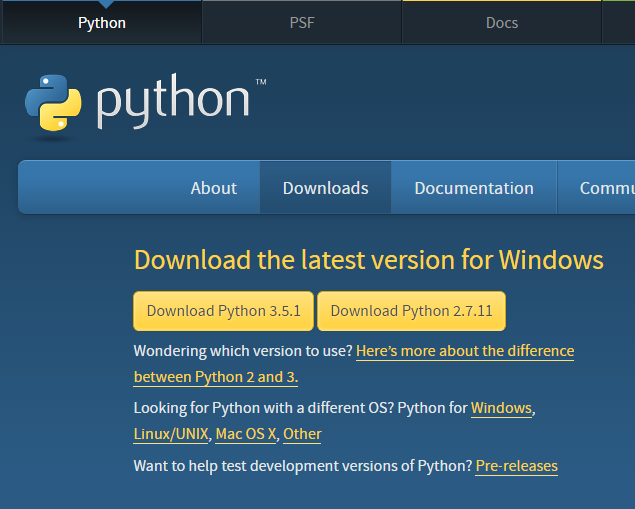 Python PSF Docs
python™
About Downloads Documentation Commu
Download the latest version for Windows
Download Python 3.5.1 Download Python 2.7.11
Wondering which version to use? Here's more about the difference
between Python 2 and 3.
Looking for Python with a different OS? Python for Windows,
Linux/UNIX, Mac OS X, Other
Want to help test development versions of Python? Pre-releases